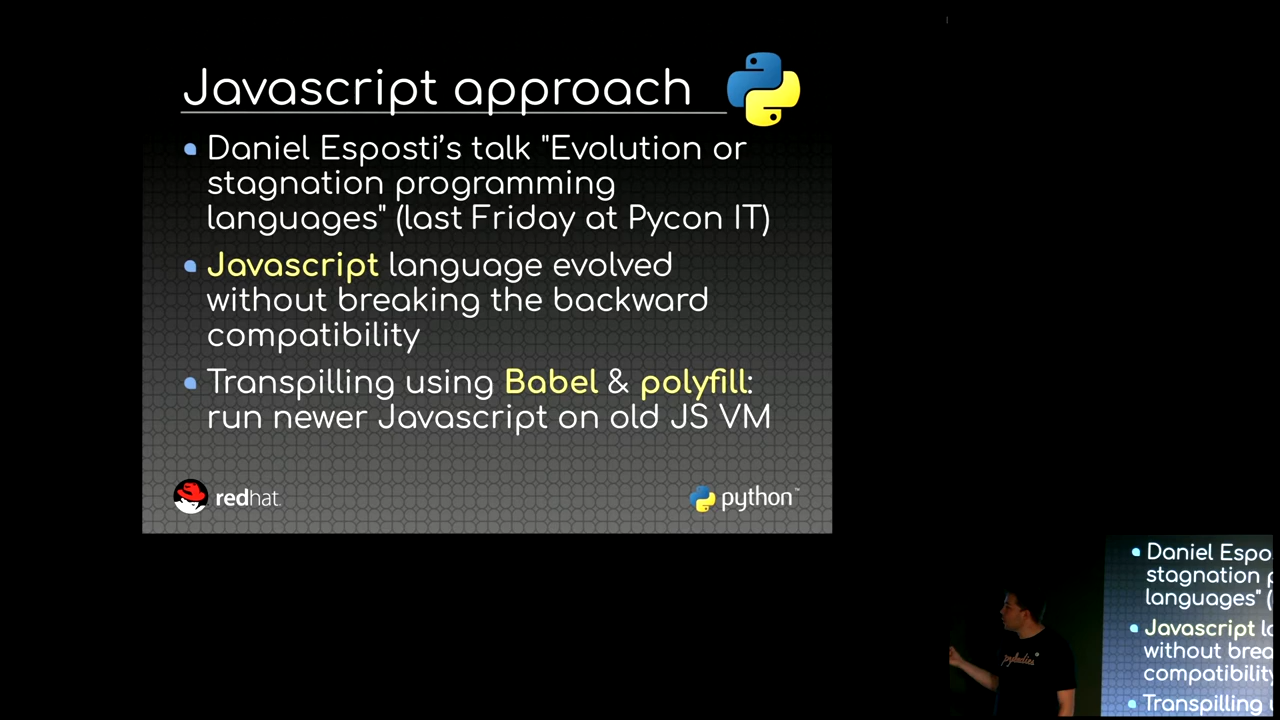 Javascript approach
Daniel Esposti's talk "Evolution or
stagnation programming
languages" (last Friday at Pycon IT)
Javascript language evolved
without breaking the backward
compatibility
Transpilling using Babel & polyfill:
run newer Javascript on old JS VM
redhat.
python™
Daniel Espo
stagnation p
languages" (
Javascript la
without brea
compatibility
Transpilling u
pyladies